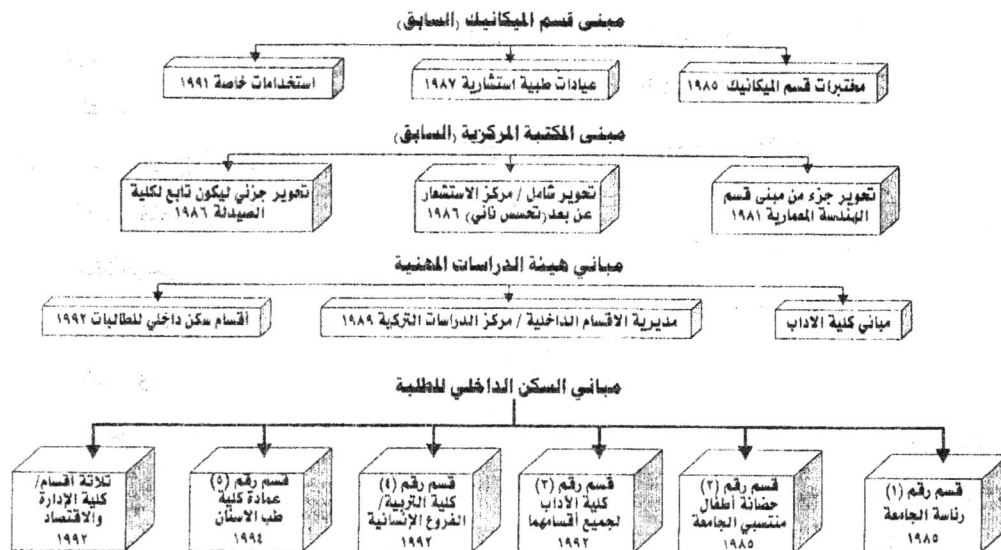 مبنى قسم الميكانيك (السابق)
مختبرات قسم الميكانيك ١٩٨٥
عيادات طبية استشارية ١٩٨٧
استخدامات خاصة ١٩٩١
مبنى المكتبة المركزية (السابق)
تحوير جزء من مبنى قسم
الهندسة المعمارية ١٩٨١
تحوير شامل / مركز الاستشعار
عن بعد (تحسس نائي) ١٩٨٦
تحوير جزئي ليكون تابع لكلية
الصيدلة ١٩٨٦
مباني هيئة الدراسات المهنية
مباني كلية الاداب
مديرية الاقسام الداخلية / مركز الدراسات التركية ١٩٨٩
أقسام سكن داخلي للطالبات ١٩٩٢
مباني السكن الداخلي للطلبة
قسم رقم (١)
رئاسة الجامعة
١٩٨٥
قسم رقم (٢)
حضانة أطفال
منتسبي الجامعة
١٩٨٥
قسم رقم (٣)
كلية الاداب
لجميع أقسامهما
١٩٩٢
قسم رقم (٤)
كلية التربية/
الفروع الإنسانية
١٩٩٢
قسم رقم (٥)
عمادة كلية
طب الاسنان
١٩٩٤
ثلاثة أقسام/
كلية الإدارة
والاقتصاد
١٩٩٢